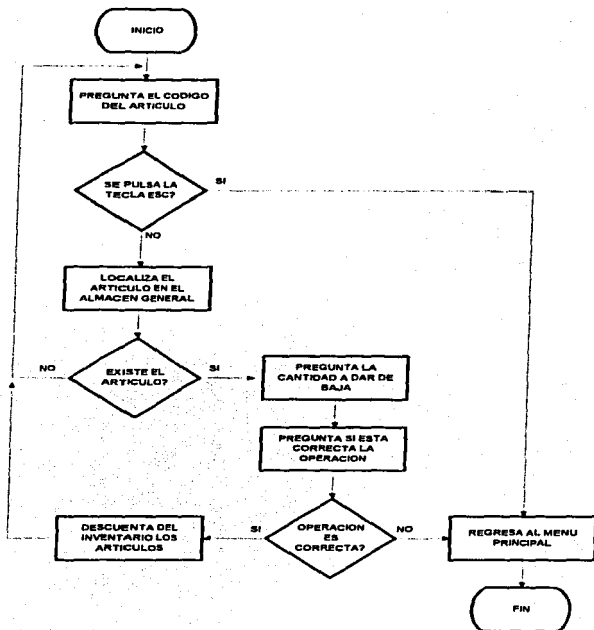 INICIO
PREGUNTA EL CODIGO
DEL ARTICULO
SE PULSA LA
TECLA ESC?
SI
NO
LOCALIZA EL
ARTICULO EN EL
ALMACEN GENERAL
NO
EXISTE EL
ARTICULO?
SI
PREGUNTA LA
CANTIDAD A DAR DE
BAJA
PREGUNTA SI ESTA
CORRECTA LA
OPERACION
DESCUENTA DEL
INVENTARIO LOS
ARTICULOS
SI
OPERACION
ES
CORRECTA?
NO
REGRESA AL MENU
PRINCIPAL
FIN